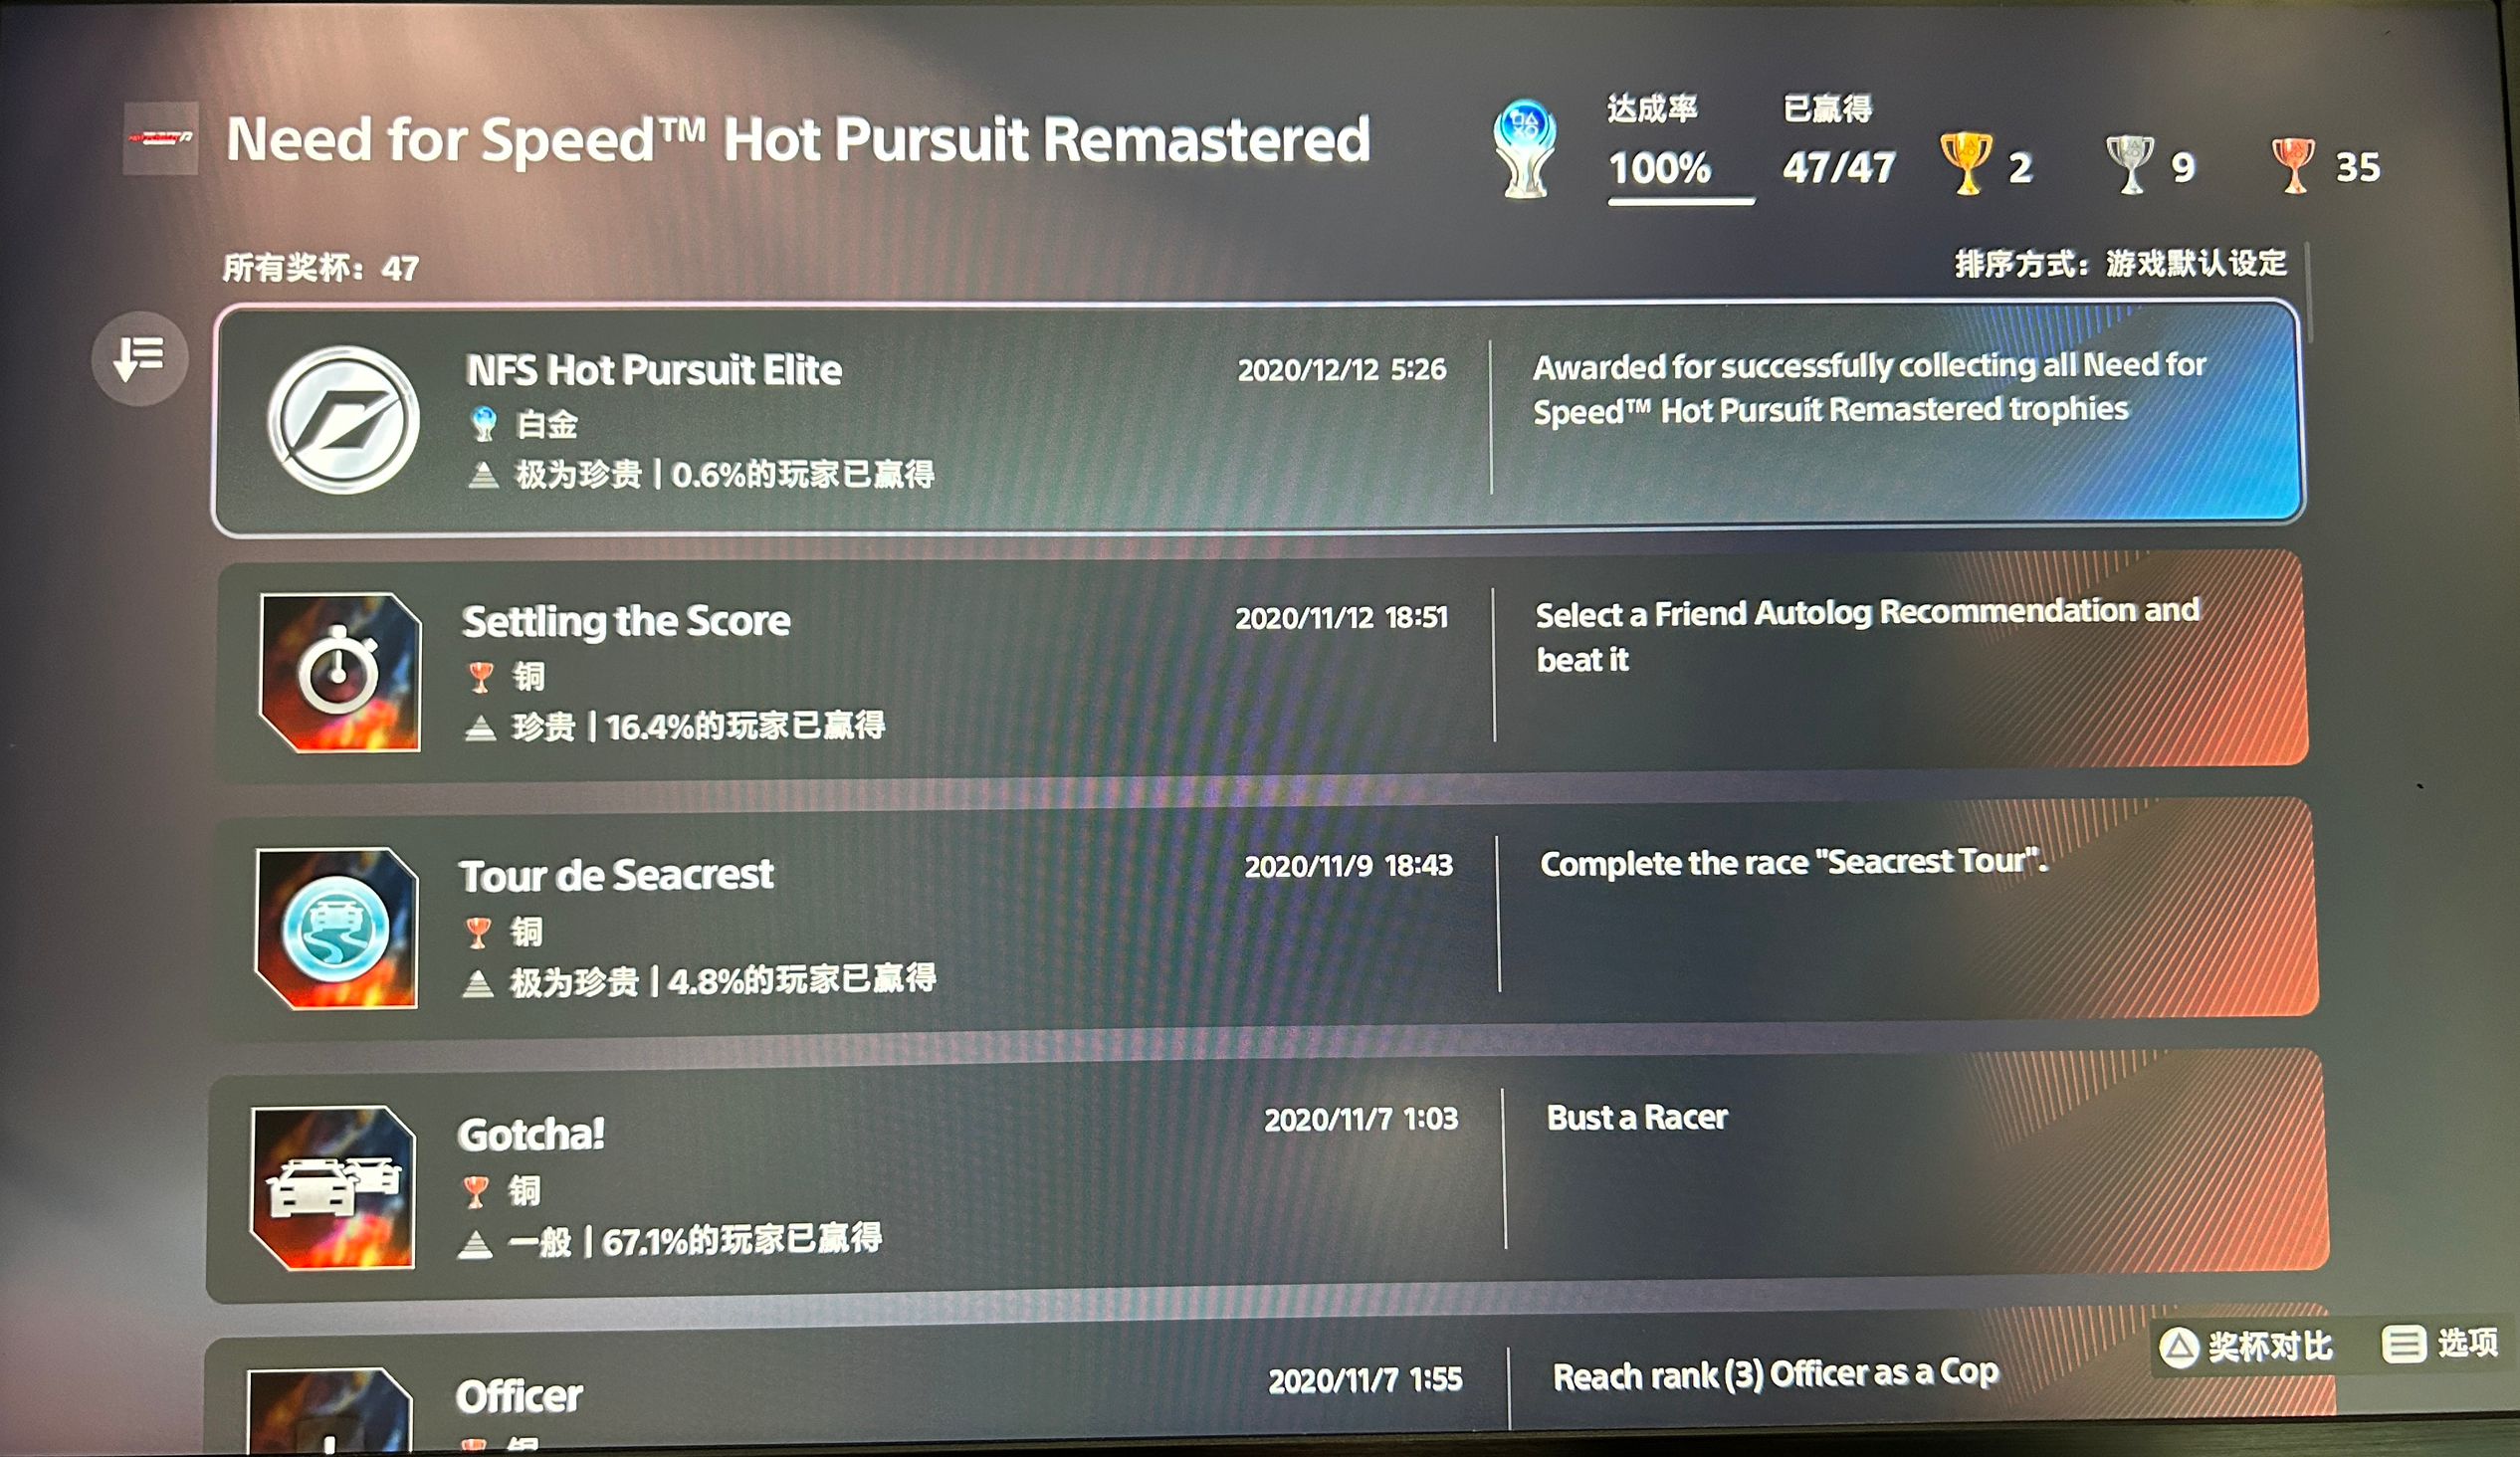 Need for Speed™ Hot Pursuit Remastered
达成率
已赢得
100%
47/47
2
9
35
所有奖杯：47
排序方式：游戏默认设定
NFS Hot Pursuit Elite
2020/12/12 5:26
白金
极为珍贵 | 0.6%的玩家已赢得
Awarded for successfully collecting all Need for
Speed™ Hot Pursuit Remastered trophies
Settling the Score
2020/11/12 18:51
铜
珍贵 | 16.4%的玩家已赢得
Select a Friend Autolog Recommendation and
beat it
Tour de Seacrest
2020/11/9 18:43
铜
极为珍贵 | 4.8%的玩家已赢得
Complete the race "Seacrest Tour".
Gotcha!
2020/11/7 1:03
铜
一般 | 67.1%的玩家已赢得
Bust a Racer
Officer
2020/11/7 1:55
Reach rank (3) Officer as a Cop
奖杯对比
选项